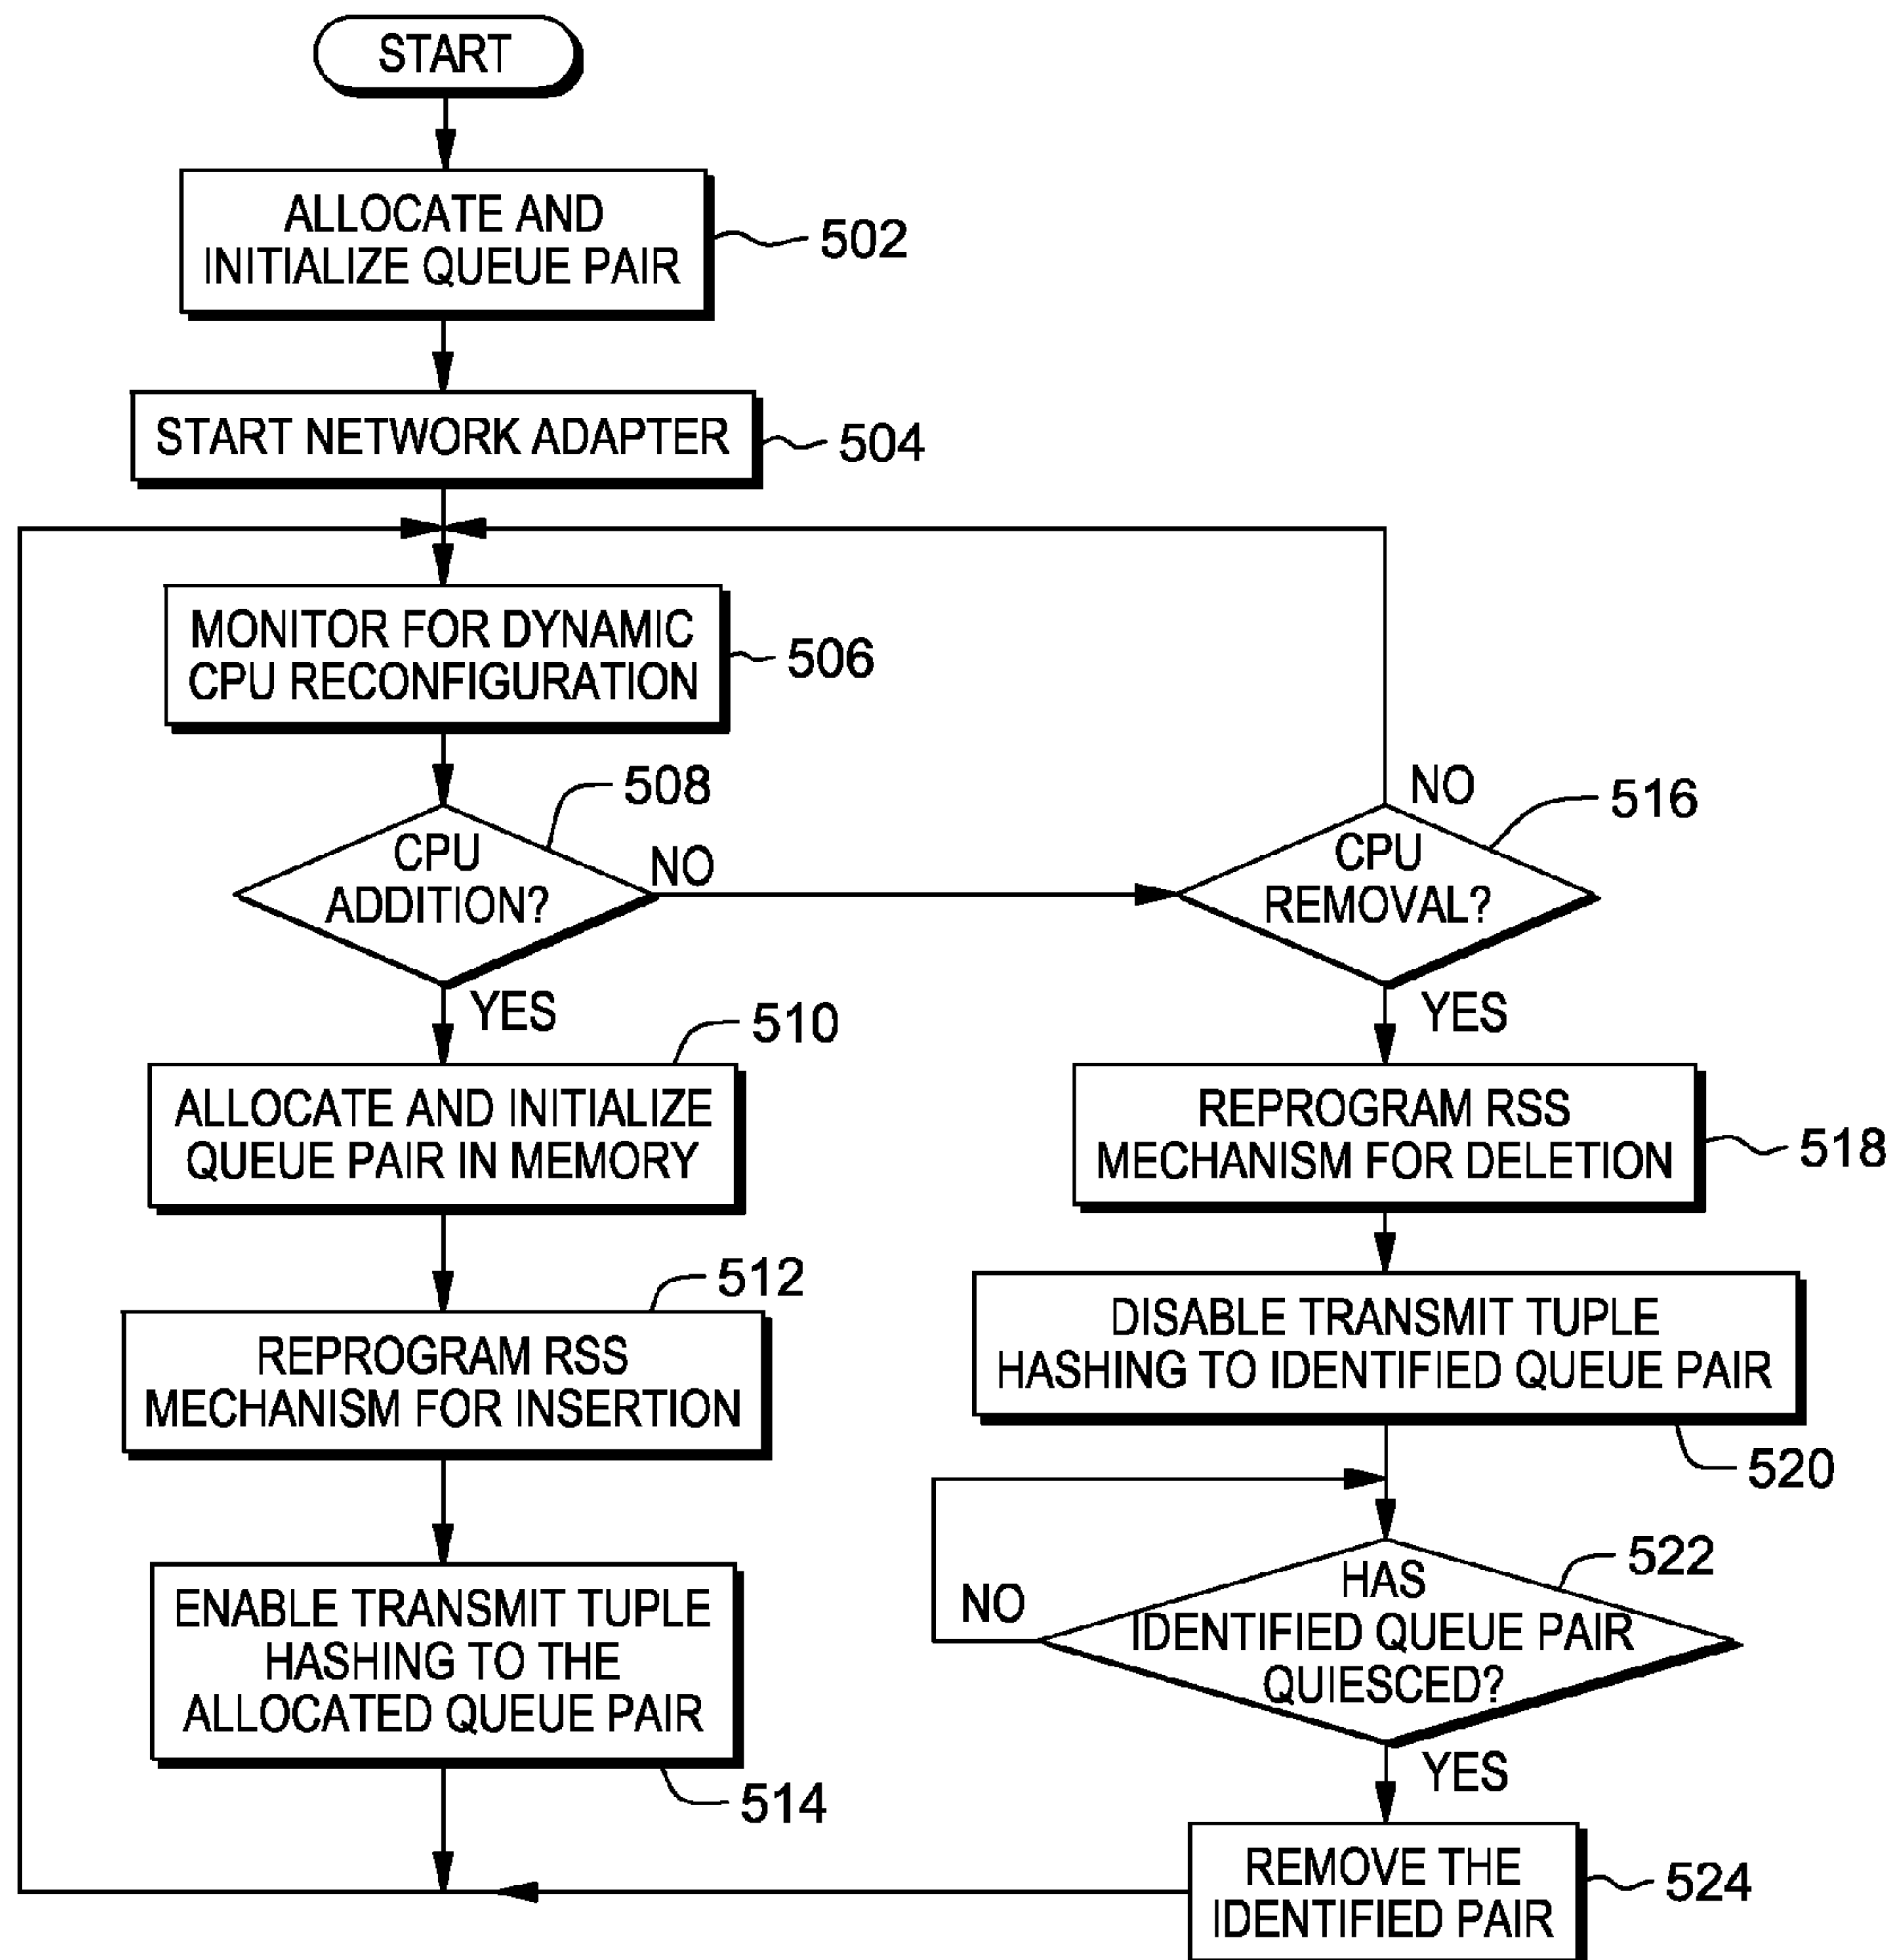 START
ALLOCATE AND
INITIALIZE QUEUE PAIR
502
START NETWORK ADAPTER
504
MONITOR FOR DYNAMIC
CPU RECONFIGURATION
506
508
CPU
ADDITION?
NO
YES
510
ALLOCATE AND INITIALIZE
QUEUE PAIR IN MEMORY
512
REPROGRAM RSS
MECHANISM FOR INSERTION
ENABLE TRANSMIT TUPLE
HASHING TO THE
ALLOCATED QUEUE PAIR
514
NO
516
CPU
REMOVAL?
YES
REPROGRAM RSS
MECHANISM FOR DELETION
518
DISABLE TRANSMIT TUPLE
HASHING TO IDENTIFIED QUEUE PAIR
520
522
HAS
IDENTIFIED QUEUE PAIR
QUIESCED?
NO
YES
REMOVE THE
IDENTIFIED PAIR
524